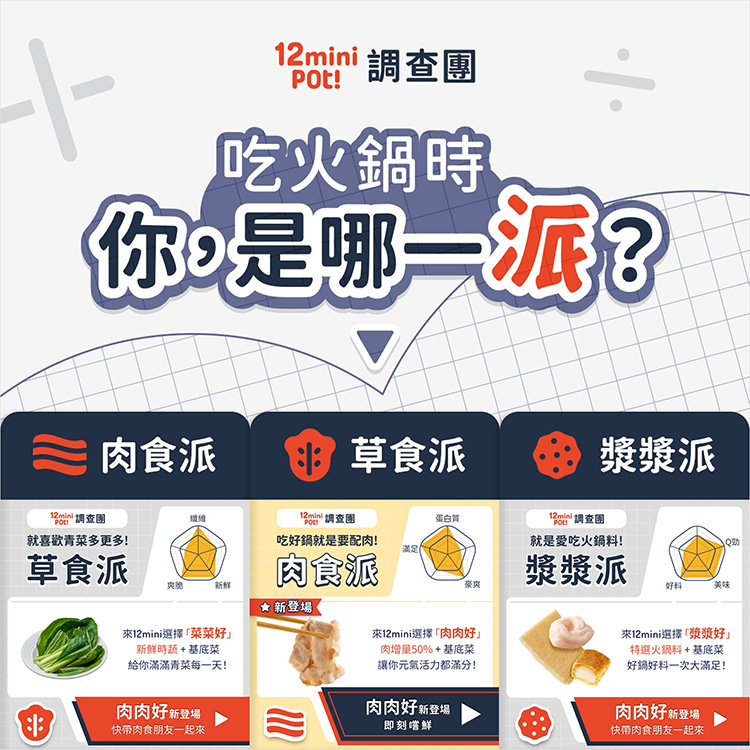 12mini
POt! 調查團
吃火鍋時
你，是哪一派？
肉食派
草食派
漿漿派
12mini
POt! 調查團
就喜歡青菜多更多!
草食派
纖維
爽脆
新鮮
來12mini選擇「菜菜好」
新鮮時蔬 + 基底菜
給你滿滿青菜每一天!
肉肉好新登場
快帶肉食朋友一起來
12mini
POt! 調查團
吃好鍋就是要配肉!
肉食派
蛋白質
滿足
豪爽
新登場
來12mini選擇「肉肉好」
肉增量50% + 基底菜
讓你元氣活力都滿分!
肉肉好新登場
即刻嚐鮮
12mini
POt! 調查團
就是愛吃火鍋料!
漿漿派
Q勁
好料
美味
來12mini選擇「漿漿好」
特選火鍋料 + 基底菜
好鍋好料一次大滿足!
肉肉好新登場
快帶肉食朋友一起來